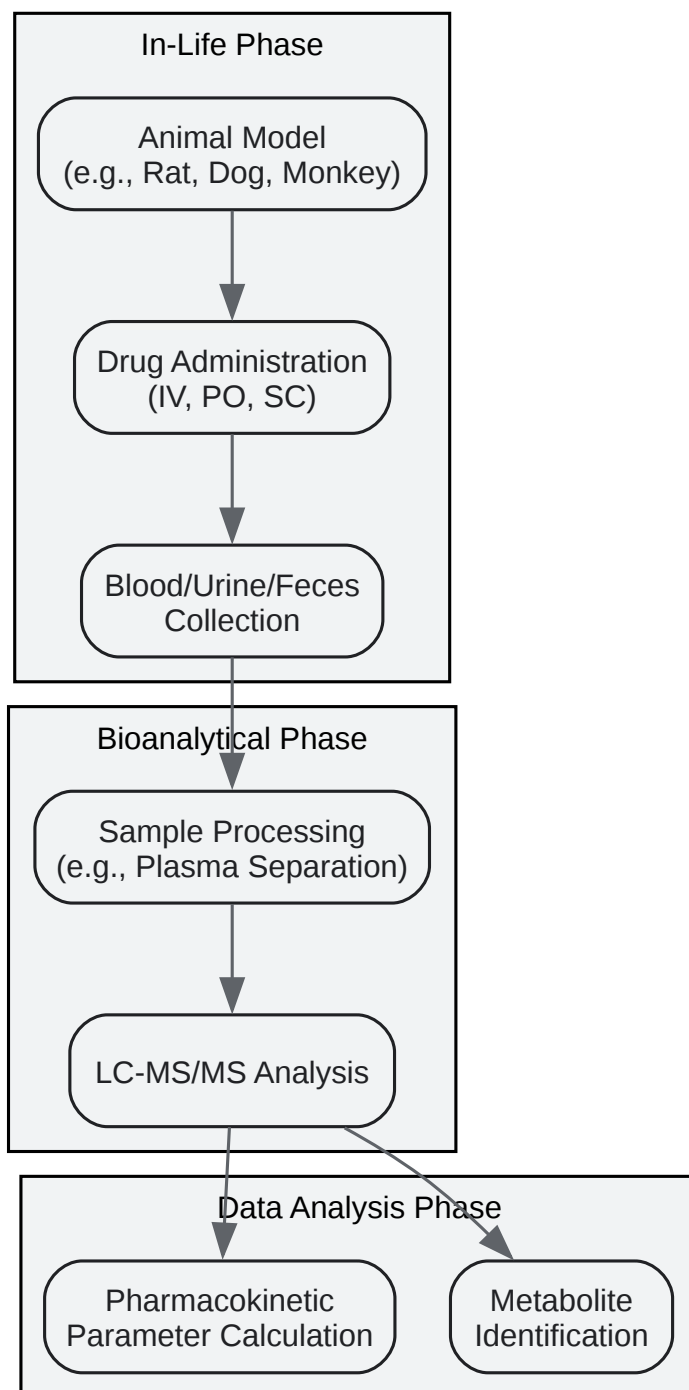 In-Life Phase
Animal Model
(e.g., Rat, Dog, Monkey)
Drug Administration
(IV, PO, SC)
Blood/Urine/Feces
Collection
Bioanalytical Phase
Sample Processing
(e.g., Plasma Separation)
LC-MS/MS Analysis
Data Analysis Phase
Pharmacokinetic
Parameter Calculation
Metabolite
Identification